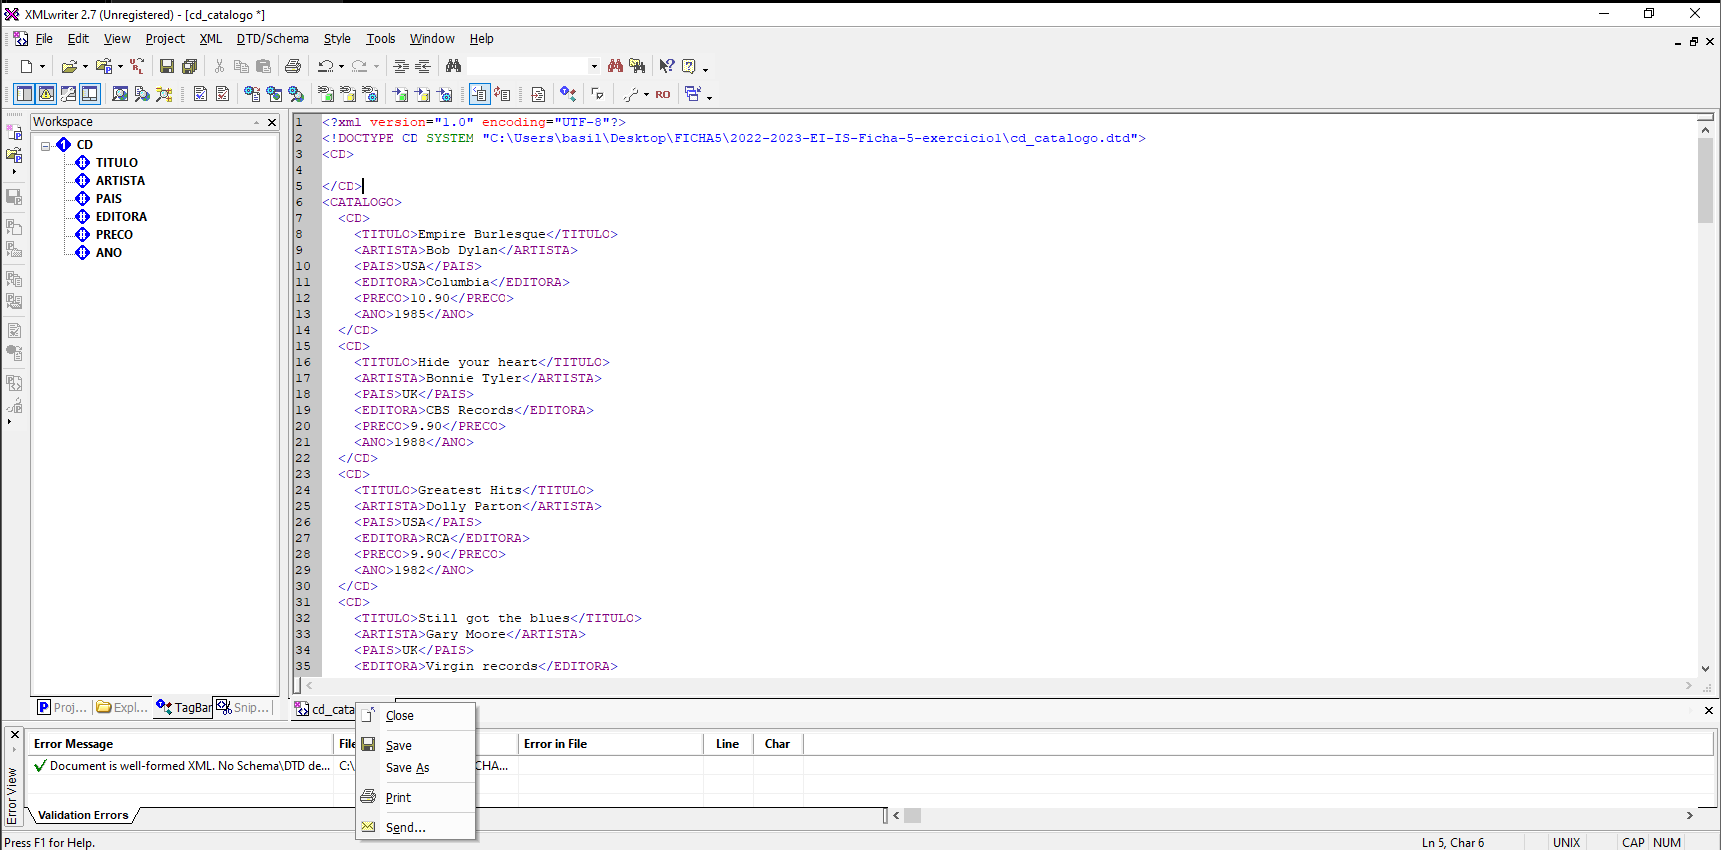 XMLwriter 2.7 (Unregistered) - [cd_catalogo *]
File Edit View Project XML DTD/Schema Style Tools Window Help
URL
RO
Workspace
CD
TITULO
ARTISTA
PAIS
EDITORA
PRECO
ANO
1 <?xml version="1.0" encoding="UTF-8"?>
2 <!DOCTYPE CD SYSTEM "C:\Users\basil\Desktop\FICHA5\2022-2023-EI-IS-Ficha-5-exercicio1\cd_catalogo.dtd">
3 <CD>
4
5 </CD>
6 <CATALOGO>
7 <CD>
8 <TITULO>Empire Burlesque</TITULO>
9 <ARTISTA>Bob Dylan</ARTISTA>
10 <PAIS>USA</PAIS>
11 <EDITORA>Columbia</EDITORA>
12 <PRECO>10.90</PRECO>
13 <ANO>1985</ANO>
14 </CD>
15 <CD>
16 <TITULO>Hide your heart</TITULO>
17 <ARTISTA>Bonnie Tyler</ARTISTA>
18 <PAIS>UK</PAIS>
19 <EDITORA>CBS Records</EDITORA>
20 <PRECO>9.90</PRECO>
21 <ANO>1988</ANO>
22 </CD>
23 <CD>
24 <TITULO>Greatest Hits</TITULO>
25 <ARTISTA>Dolly Parton</ARTISTA>
26 <PAIS>USA</PAIS>
27 <EDITORA>RCA</EDITORA>
28 <PRECO>9.90</PRECO>
29 <ANO>1982</ANO>
30 </CD>
31 <CD>
32 <TITULO>Still got the blues</TITULO>
33 <ARTISTA>Gary Moore</ARTISTA>
34 <PAIS>UK</PAIS>
35 <EDITORA>Virgin records</EDITORA>
Proj... Expl... TagBar Snip...
cd_cata
Close
Save
Save As
Print
Send...
Error View
Error Message File Error in File Line Char
Document is well-formed XML. No Schema\DTD de... C:\ CHA...
Validation Errors
Press F1 for Help. Ln 5, Char 6 UNIX CAP NUM